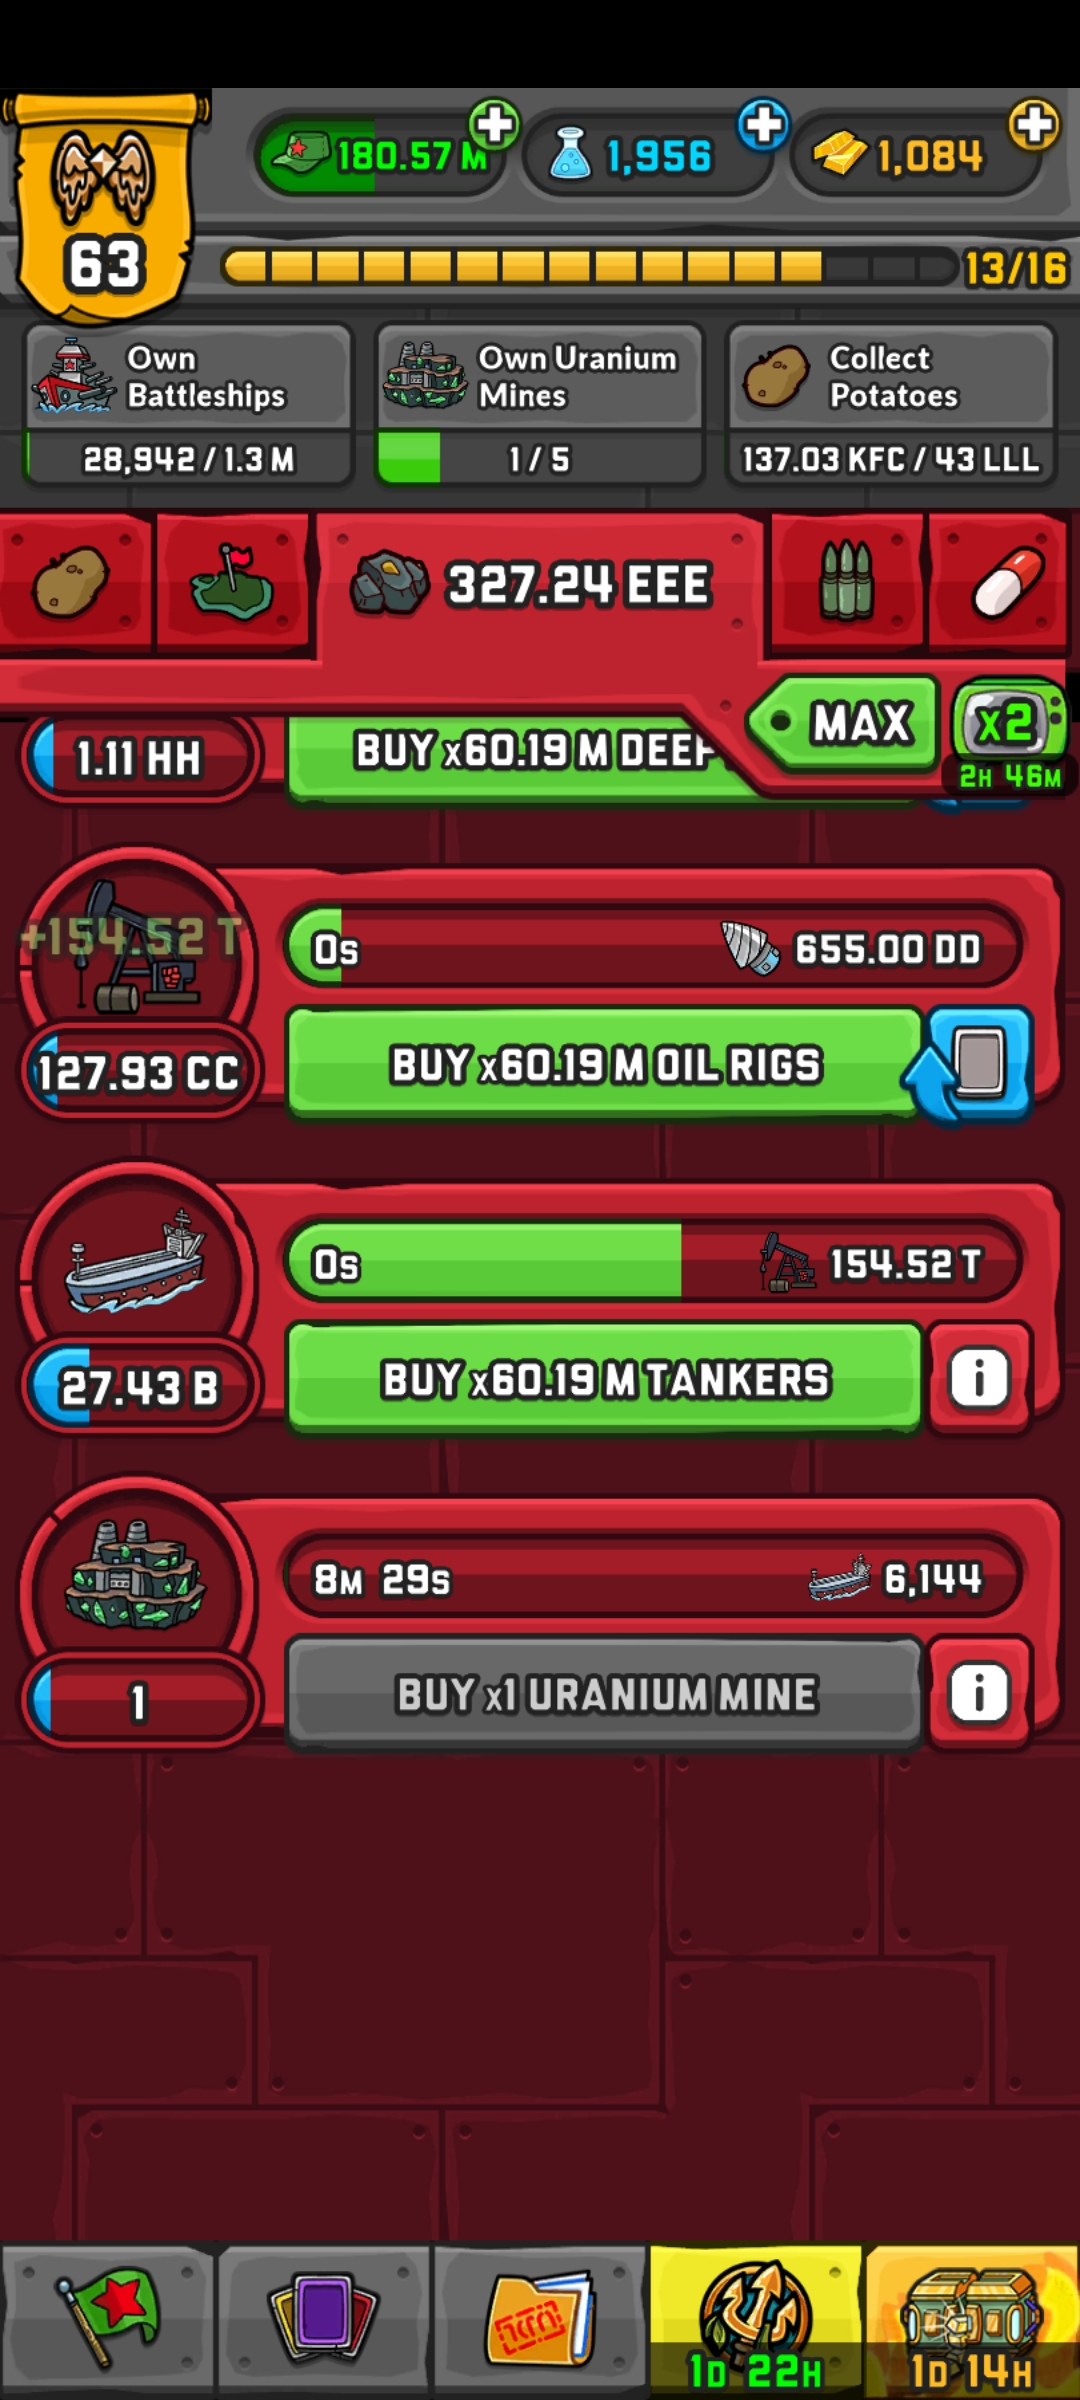 180.57 M
1,956
1,084
63
13/16
Own
Battleships
28,942 / 1.3 M
Own Uranium
Mines
1 / 5
Collect
Potatoes
137.03 KFC / 43 LLL
327.24 EEE
MAX
X2
2H 46M
1.11 HH
BUY x60.19 M DEEP
+154.52 T
0s
655.00 DD
127.93 CC
BUY x60.19 M OIL RIGS
0s
154.52 T
27.43 B
BUY x60.19 M TANKERS
i
8M 29s
6,144
1
BUY x1 URANIUM MINE
i
1D 22H
1D 14H